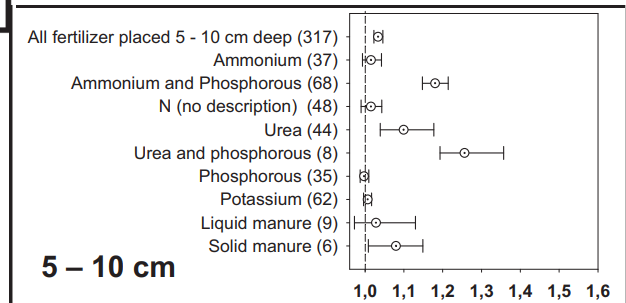 All fertilizer placed 5 - 10 cm deep (317)
Ammonium (37)
Ammonium and Phosphorous (68)
N (no description) (48)
Urea (44)
Urea and phosphorous (8)
Phosphorous (35)
Potassium (62)
Liquid manure (9)
Solid manure (6)
5 – 10 cm
1,0 1,1 1,2 1,3 1,4 1,5 1,6